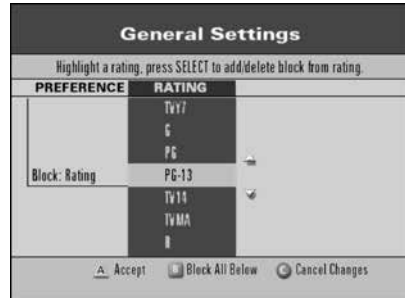 General Settings
Highlight a rating, press SELECT to add/delete block from rating.
PREFERENCE RATING
TVY7
G
PG
Block: Rating PG-13
TV14
TVMA
R
A Accept B Block All Below C Cancel Changes